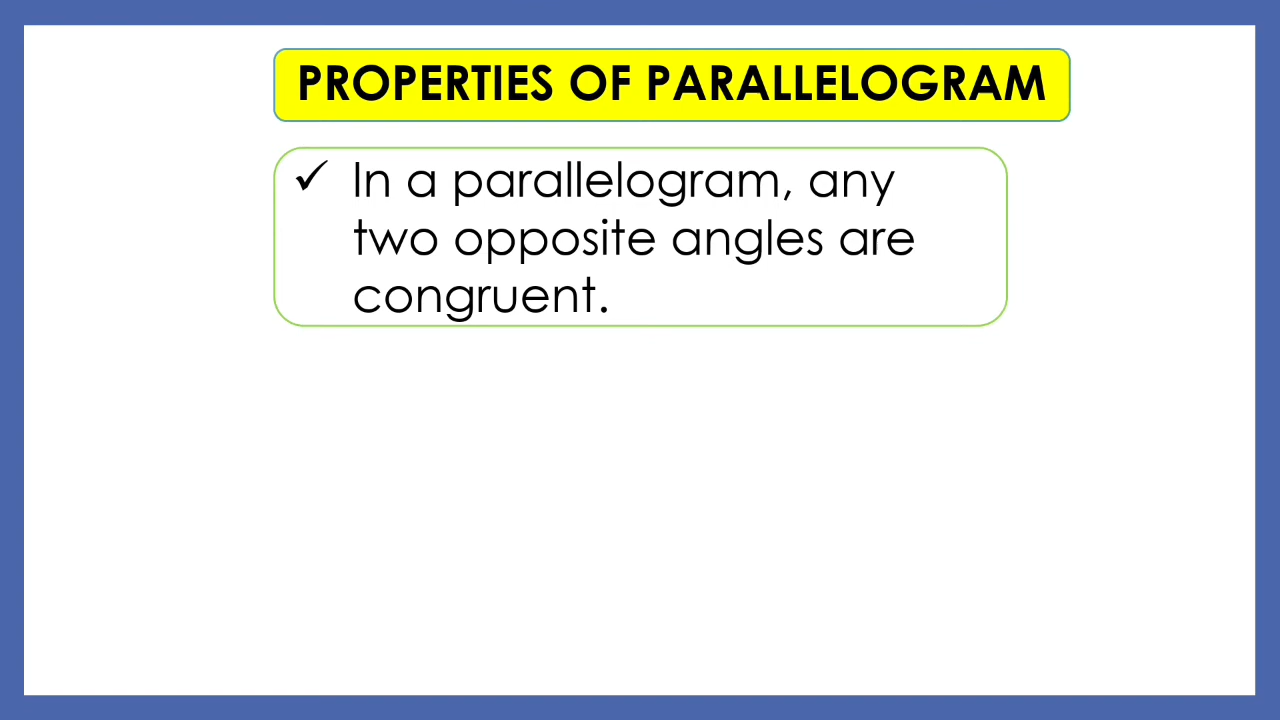 PROPERTIES OF PARALLELOGRAM
✓ In a parallelogram, any
two opposite angles are
congruent.